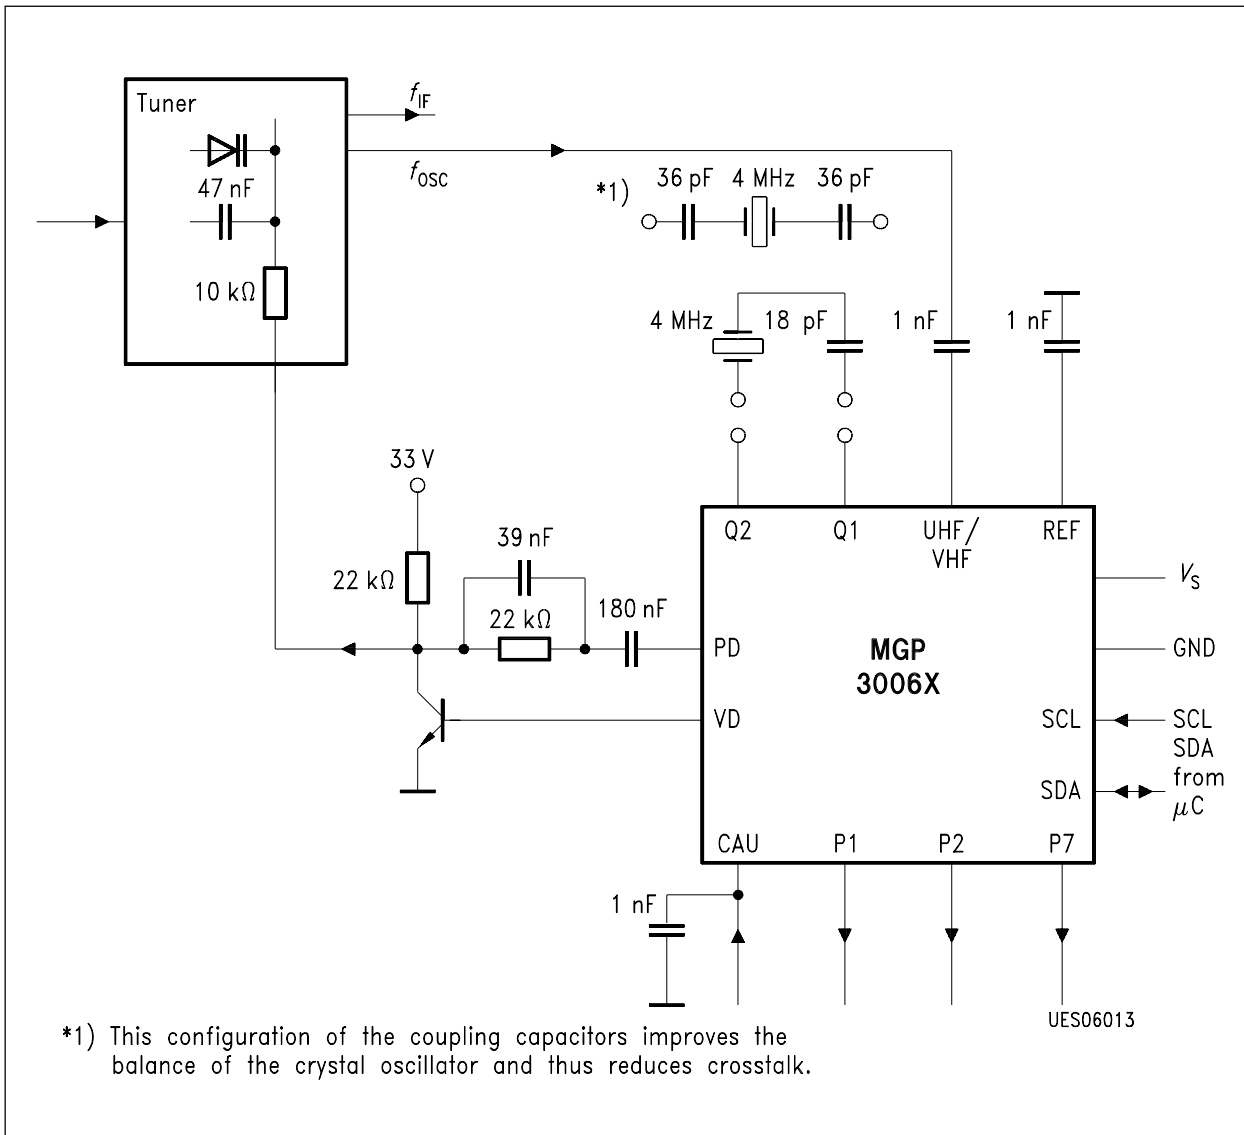 Tuner
f_IF
f_OSC
47 nF
10 kΩ
*1)
36 pF 4 MHz 36 pF
4 MHz 18 pF 1 nF 1 nF
33 V
22 kΩ
39 nF
22 kΩ
180 nF
Q2 Q1 UHF/ REF
VHF
V_S
PD
MGP
3006X
GND
VD
SCL SCL
SDA
SDA from
μC
CAU P1 P2 P7
1 nF
UES06013
*1) This configuration of the coupling capacitors improves the
balance of the crystal oscillator and thus reduces crosstalk.